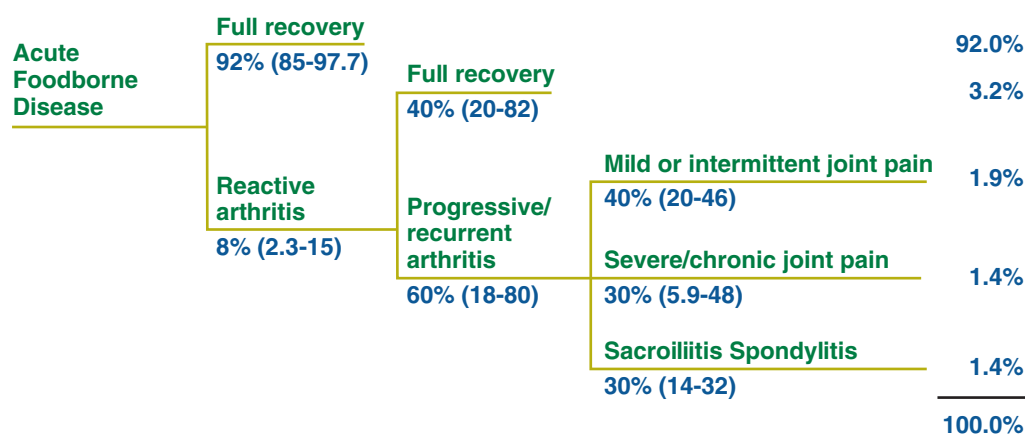 Acute
Foodborne
Disease
Full recovery
92% (85-97.7)
Reactive
arthritis
8% (2.3-15)
Full recovery
40% (20-82)
Progressive/
recurrent
arthritis
60% (18-80)
Mild or intermittent joint pain
40% (20-46)
Severe/chronic joint pain
30% (5.9-48)
Sacroiliitis Spondylitis
30% (14-32)
92.0%
3.2%
1.9%
1.4%
1.4%
100.0%